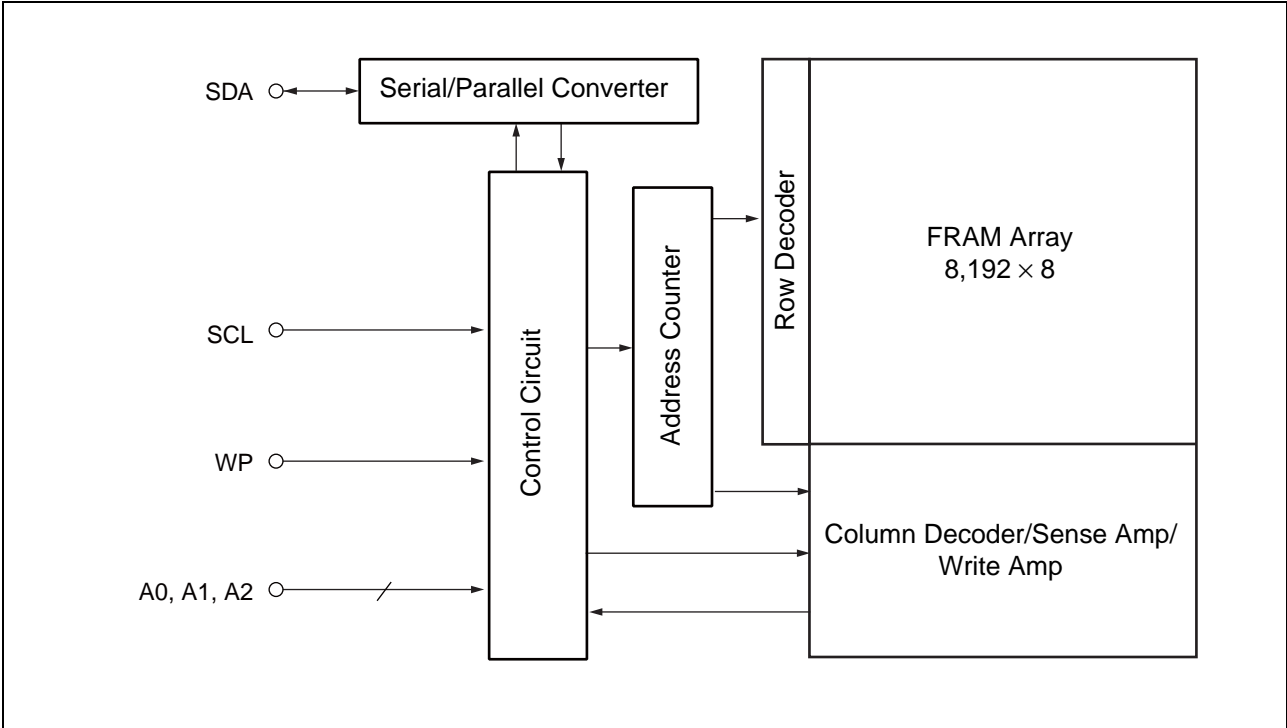 SDA
Serial/Parallel Converter
SCL
WP
A0, A1, A2
Control Circuit
Address Counter
Row Decoder
FRAM Array
8,192 × 8
Column Decoder/Sense Amp/
Write Amp